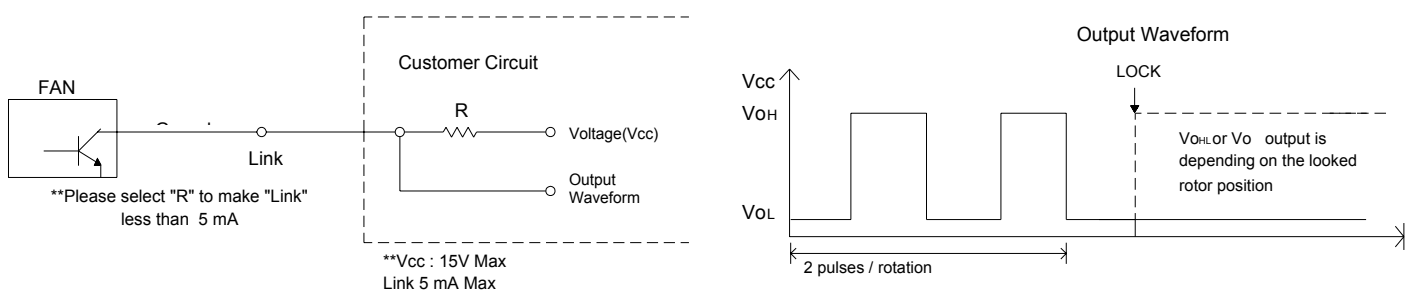 FAN
Link
**Please select "R" to make "Link"
less than 5 mA
Customer Circuit
R
Voltage(Vcc)
Output
Waveform
**Vcc : 15V Max
Link 5 mA Max
Output Waveform
Vcc
VOH
VOL
LOCK
VOHL or VO output is
depending on the looked
rotor position
2 pulses / rotation